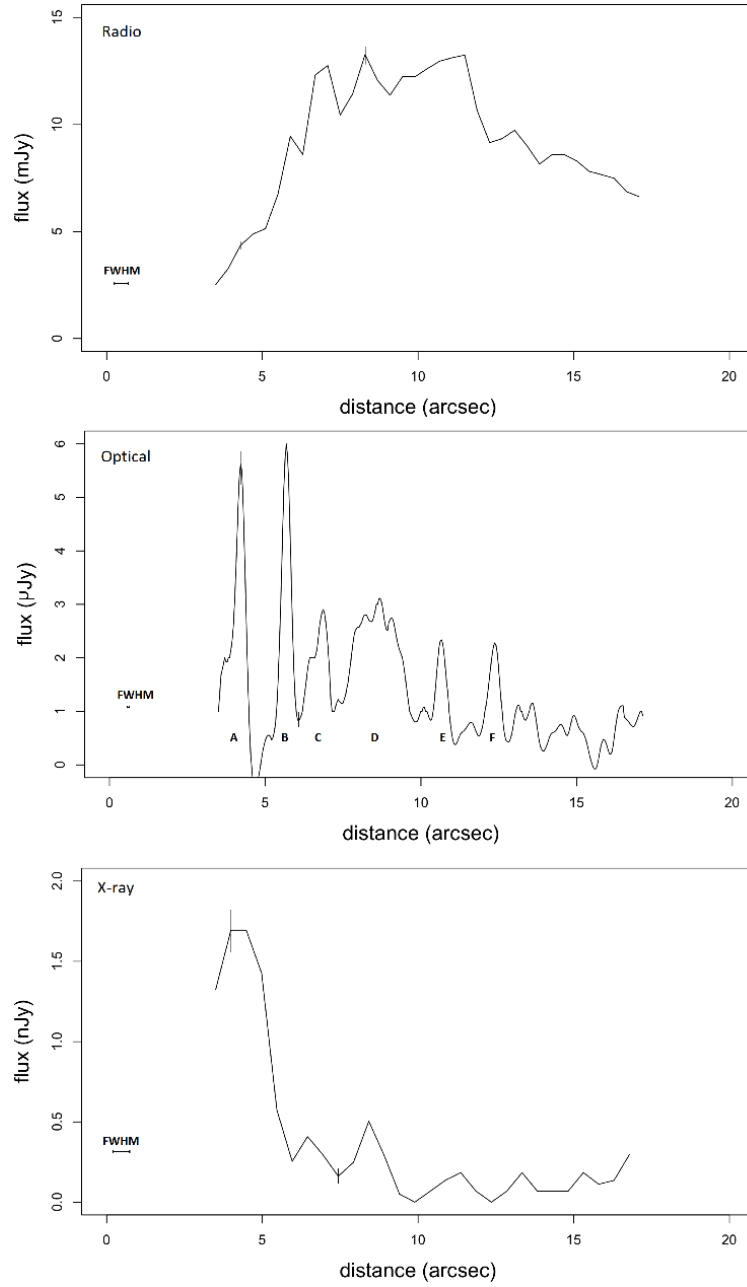 Radio
15
10
5
0
flux (mJy)
FWHM
0 5 10 15 20
distance (arcsec)
Optical
6
5
4
3
2
1
0
flux (μJy)
FWHM
A B C D E F
0 5 10 15 20
distance (arcsec)
X-ray
2.0
1.5
1.0
0.5
0.0
flux (nJy)
FWHM
0 5 10 15 20
distance (arcsec)